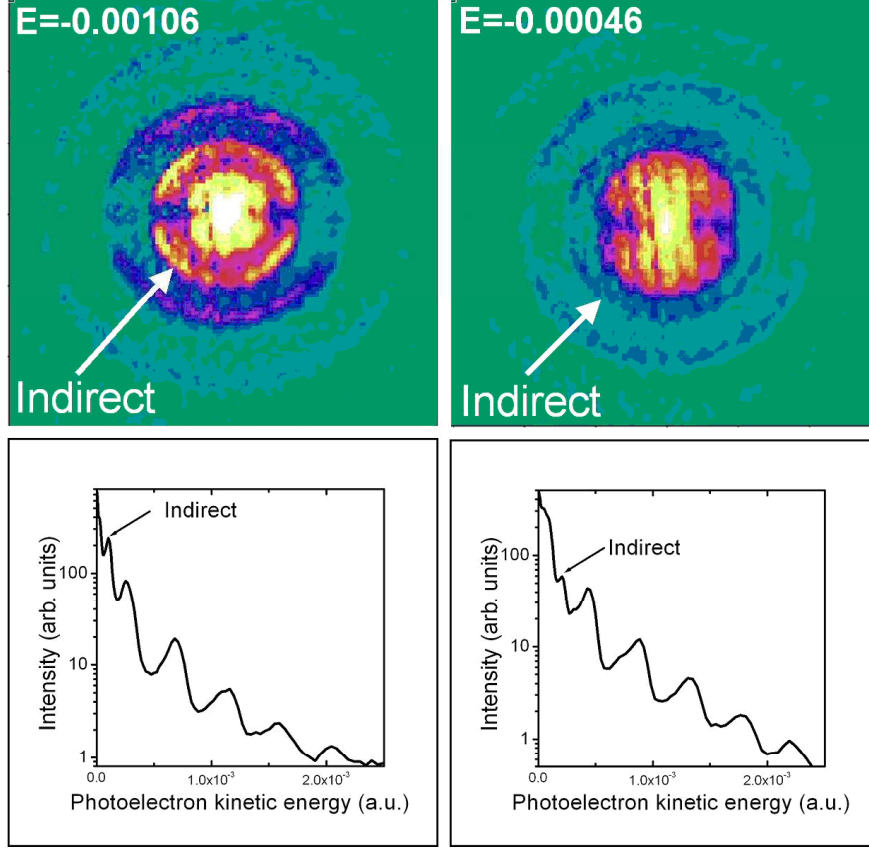 E=-0.00106
Indirect
E=-0.00046
Indirect
Indirect
100
10
1
Intensity (arb. units)
0.0
1.0x10⁻³
2.0x10⁻³
Photoelectron kinetic energy (a.u.)
Indirect
100
10
1
Intensity (arb. units)
0.0
1.0x10⁻³
2.0x10⁻³
Photoelectron kinetic energy (a.u.)